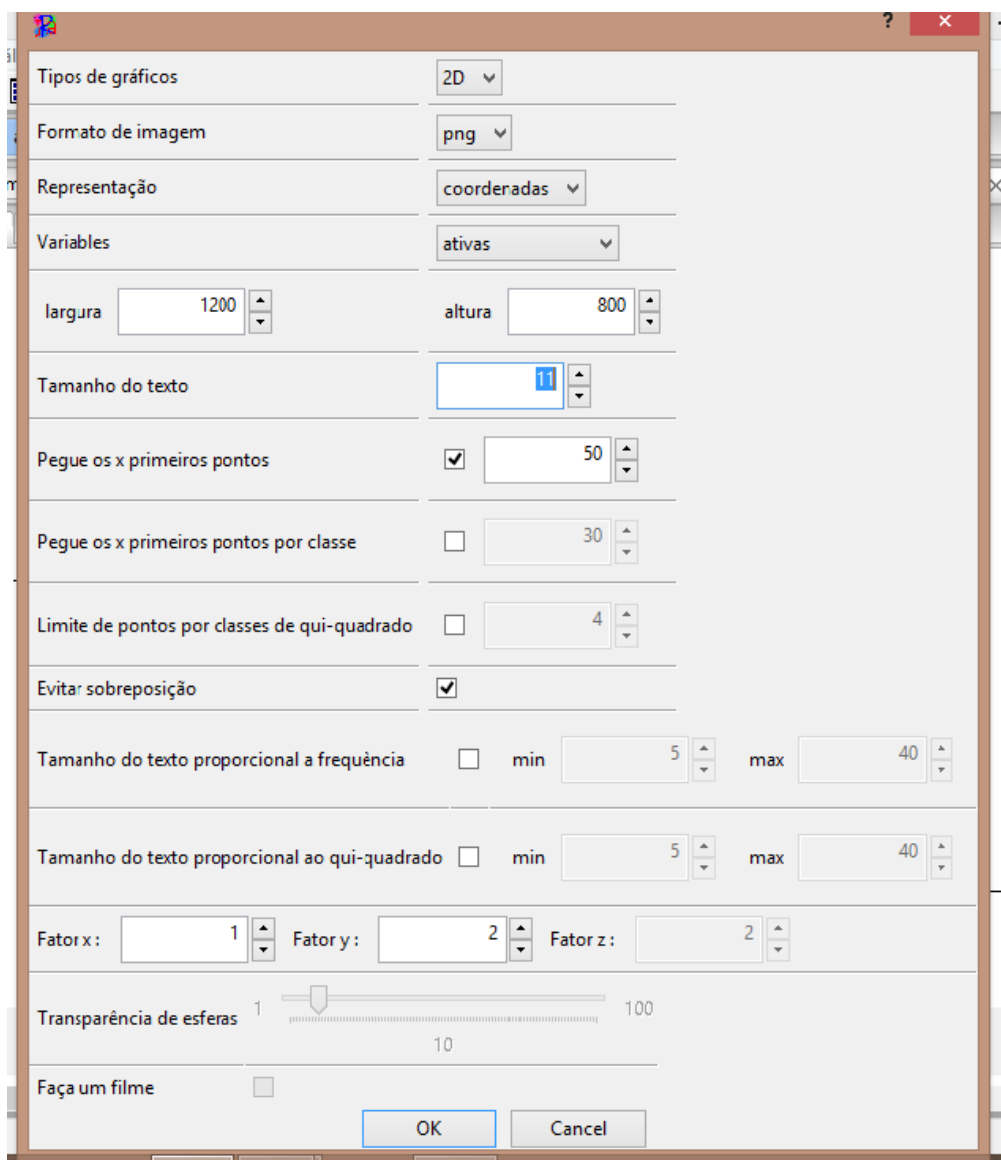 ?
Tipos de gráficos 2D
Formato de imagem png
Representação coordenadas
Variables ativas
largura 1200 altura 800
Tamanho do texto 11
Pegue os x primeiros pontos 50
Pegue os x primeiros pontos por classe 30
Limite de pontos por classes de qui-quadrado 4
Evitar sobreposição
Tamanho do texto proporcional a frequência min 5 max 40
Tamanho do texto proporcional ao qui-quadrado min 5 max 40
Fator x : 1 Fator y : 2 Fator z : 2
Transparência de esferas 1 100
10
Faça um filme
OK Cancel